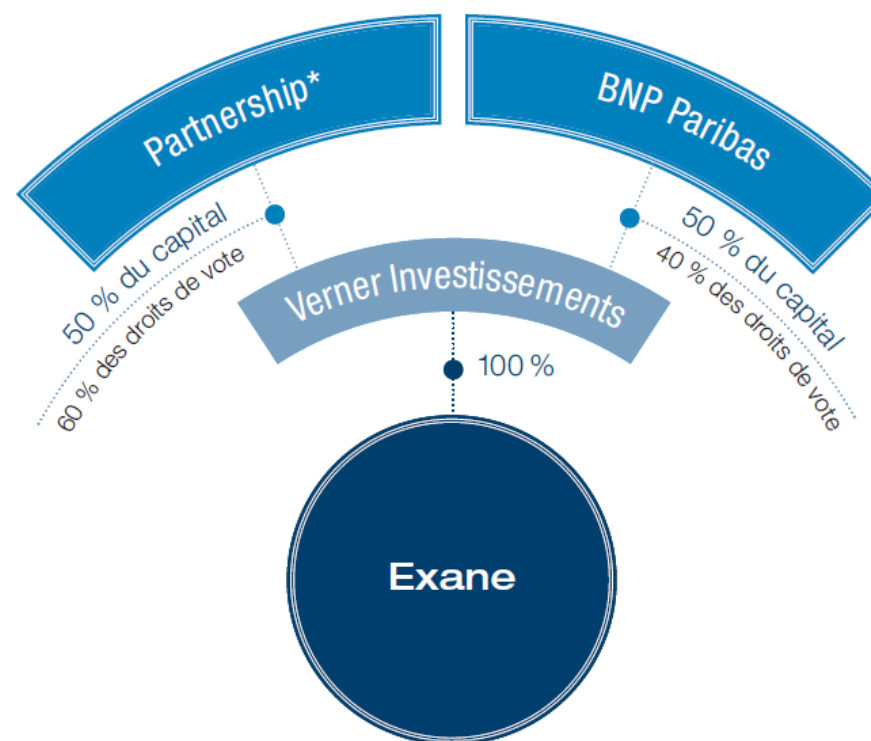 Partnership*
BNP Paribas
50 % du capital
60 % des droits de vote
50 % du capital
40 % des droits de vote
Verner Investissements
100 %
Exane